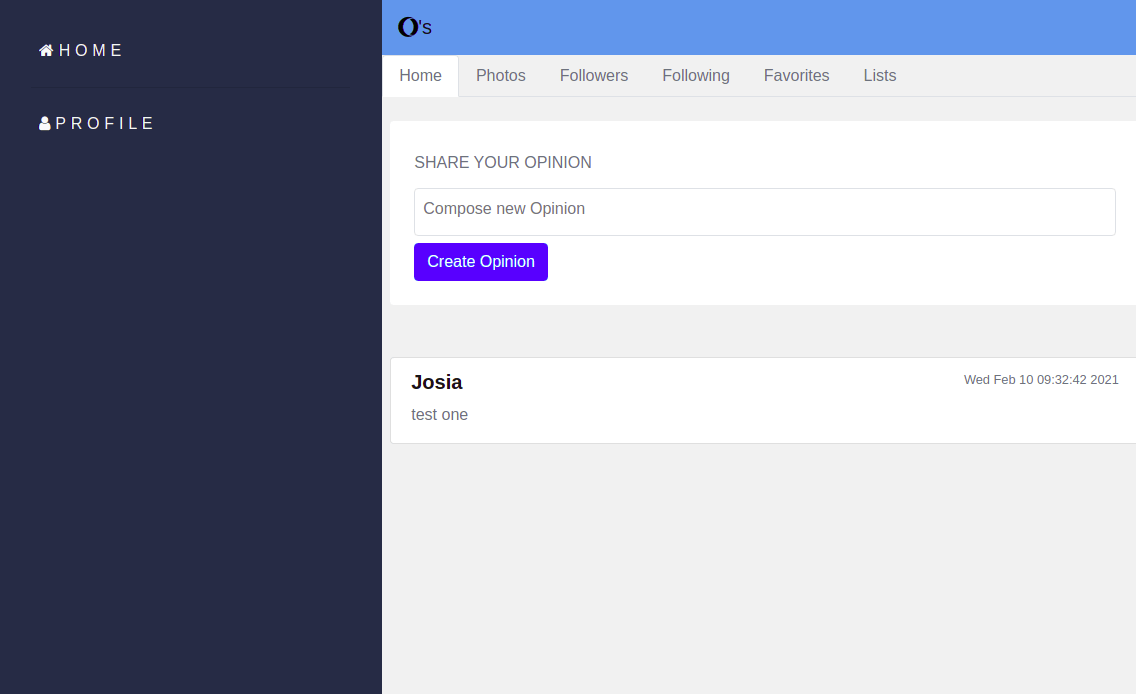 HOME
PROFILE
O's
Home Photos Followers Following Favorites Lists
SHARE YOUR OPINION
Compose new Opinion
Create Opinion
Josia Wed Feb 10 09:32:42 2021
test one